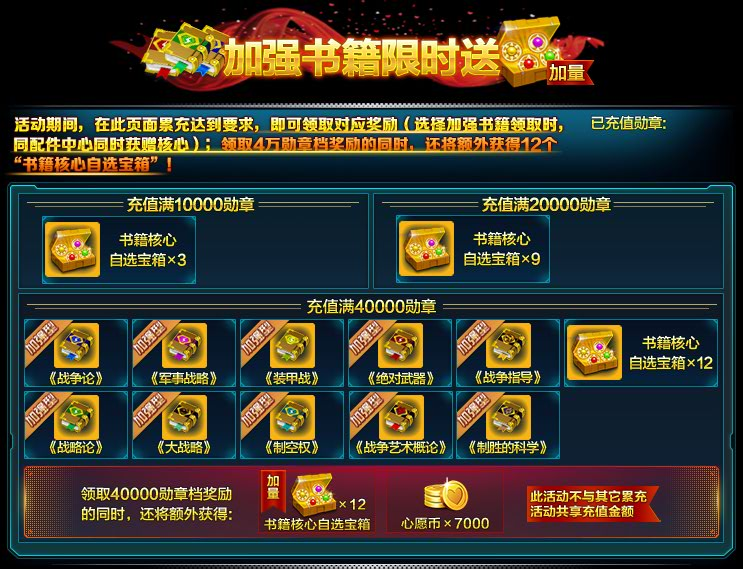 加强书籍限时送
加量
活动期间，在此页面累充达到要求，即可领取对应奖励（选择加强书籍领取时，
同配件中心同时获赠核心）；领取4万勋章档奖励的同时，还将额外获得12个
“书籍核心自选宝箱”！
已充值勋章:
充值满10000勋章
书籍核心
自选宝箱×3
充值满20000勋章
书籍核心
自选宝箱×9
充值满40000勋章
加强型
《战争论》
加强型
《军事战略》
加强型
《装甲战》
加强型
《绝对武器》
加强型
《战争指导》
书籍核心
自选宝箱×12
加强型
《战略论》
加强型
《大战略》
加强型
《制空权》
加强型
《战争艺术概论》
加强型
《制胜的科学》
领取40000勋章档奖励
的同时，还将额外获得:
加量
×12
书籍核心自选宝箱
心愿币×7000
此活动不与其它累充
活动共享充值金额